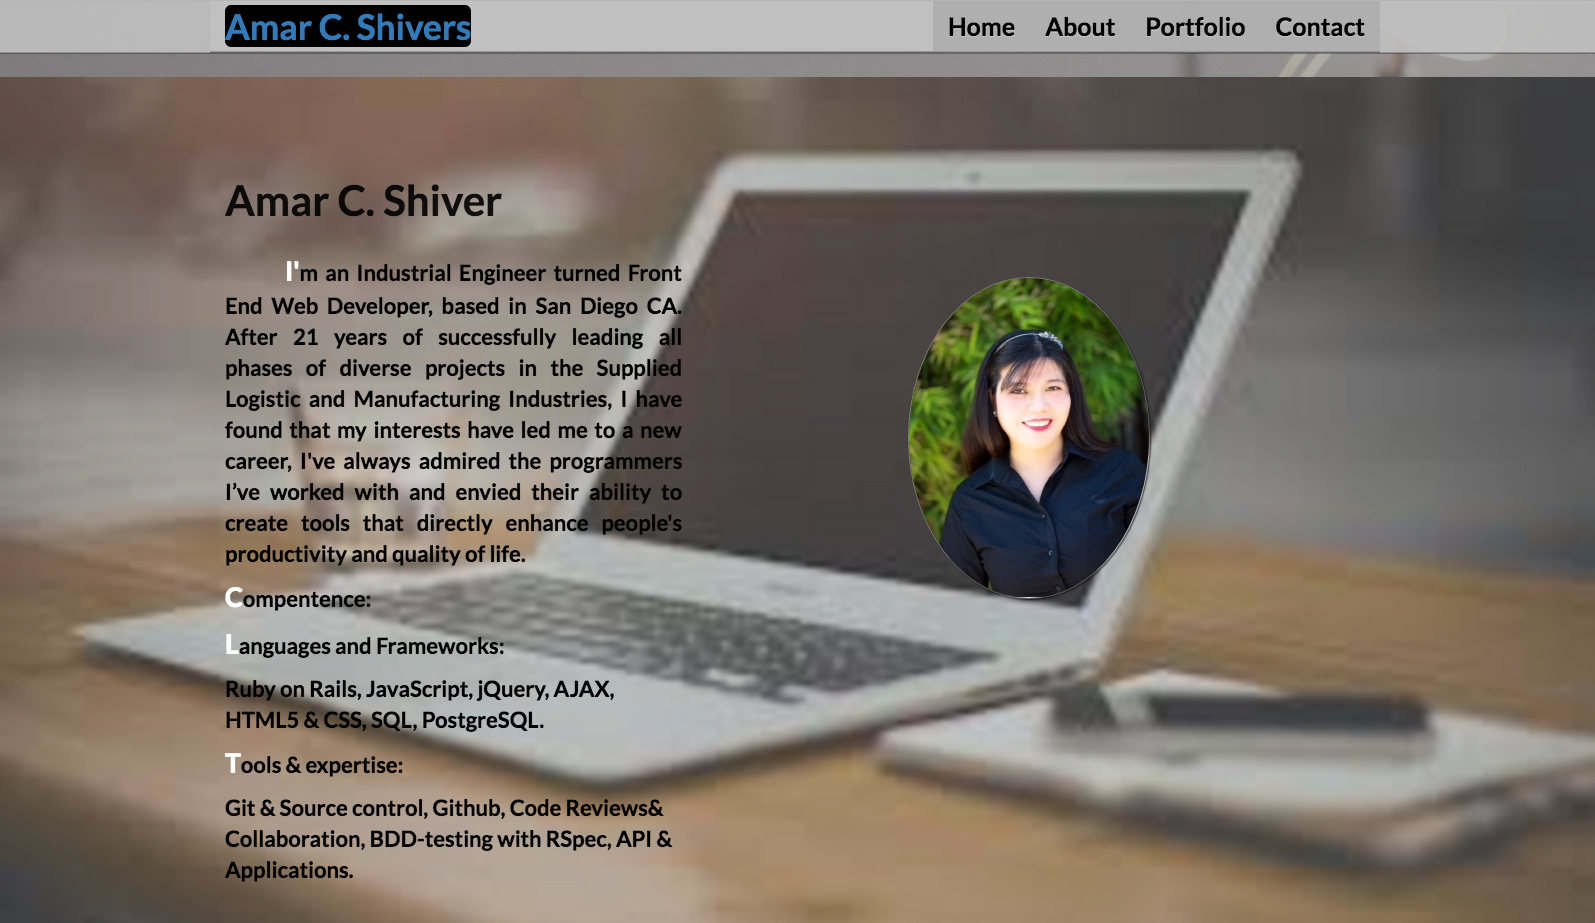 Amar C. Shivers
Home About Portfolio Contact
Amar C. Shiver
I'm an Industrial Engineer turned Front
End Web Developer, based in San Diego CA.
After 21 years of successfully leading all
phases of diverse projects in the Supplied
Logistic and Manufacturing Industries, I have
found that my interests have led me to a new
career, I've always admired the programmers
I’ve worked with and envied their ability to
create tools that directly enhance people's
productivity and quality of life.
Compentence:
Languages and Frameworks:
Ruby on Rails, JavaScript, jQuery, AJAX,
HTML5 & CSS, SQL, PostgreSQL.
Tools & expertise:
Git & Source control, Github, Code Reviews&
Collaboration, BDD-testing with RSpec, API &
Applications.